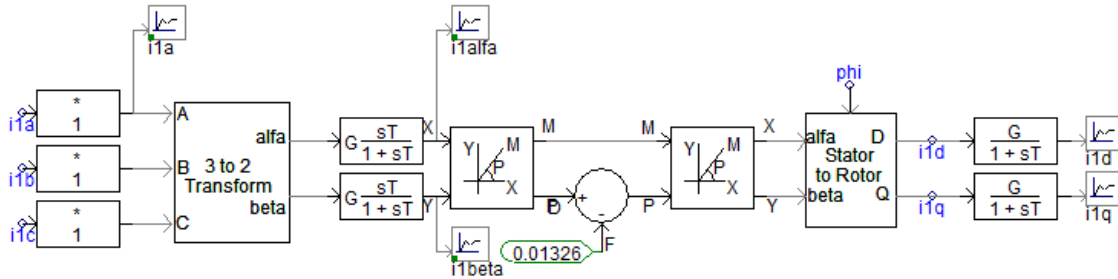 i1a
i1alfa
phi
i1a
*
1
A
alfa
G sT
1 + sT
X
Y M
P
X
M
M
Y M
P
X
X
alfa
D
i1d
G
1 + sT
i1d
i1b
*
1
B
3 to 2
Transform
+
-
D
P
Stator
to Rotor
i1c
*
1
C
beta
G sT
1 + sT
Y
F
0.01326
i1beta
Y
beta
Q
i1q
G
1 + sT
i1q